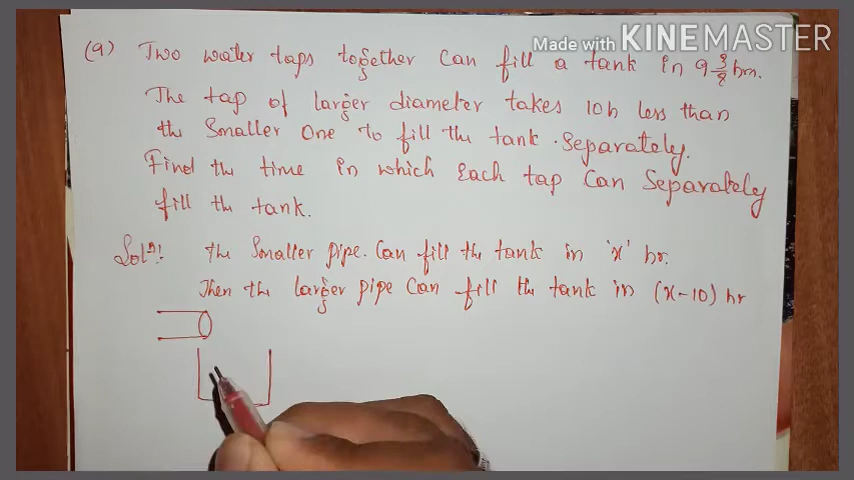 Made with KINEMASTER
(9) Two water taps together can fill a tank in 9 3/8 hrs.
The tap of larger diameter takes 10h less than
the smaller one to fill the tank. separately.
Find the time in which each tap can separately
fill the tank.
Solⁿ: The smaller pipe. can fill the tank in 'x' hr.
Then the larger pipe can fill the tank in (x-10) hr